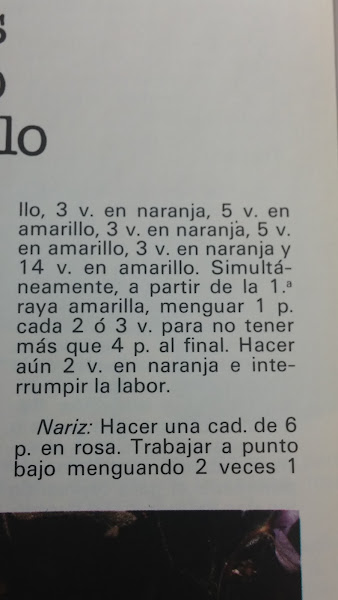 s
o
lo
llo, 3 v. en naranja, 5 v. en
amarillo, 3 v. en naranja, 5 v.
en amarillo, 3 v. en naranja y
14 v. en amarillo. Simultá-
neamente, a partir de la 1.ª
raya amarilla, menguar 1 p.
cada 2 ó 3 v. para no tener
más que 4 p. al final. Hacer
aún 2 v. en naranja e inte-
rrumpir la labor.
Nariz: Hacer una cad. de 6
p. en rosa. Trabajar a punto
bajo menguando 2 veces 1